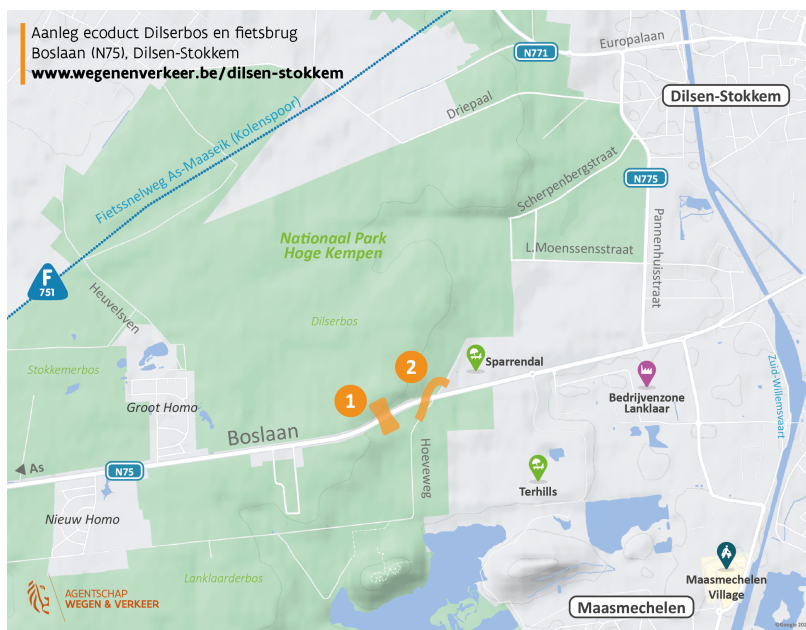 Aanleg ecoduct Dilserbos en fietsbrug
Boslaan (N75), Dilsen-Stokkem
www.wegenenverkeer.be/dilsen-stokkem
N771
Europalaan
Dilsen-Stokkem
Driepaal
Fietssnelweg As-Maaseik (Kolenspoor)
Scherpenbergstraat
N775
Pannenhuisstraat
Nationaal Park
Hoge Kempen
L.Moenssensstraat
F
751
Heuvelsven
Dilserbos
Stokkemerbos
Sparrendal
2
1
Zuid-Willemsvaart
Bedrijvenzone
Lanklaar
Groot Homo
Boslaan
Hoeveweg
As
N75
Terhills
Nieuw Homo
Lanklaarderbos
Maasmechelen
Village
AGENTSCHAP
WEGEN & VERKEER
Maasmechelen